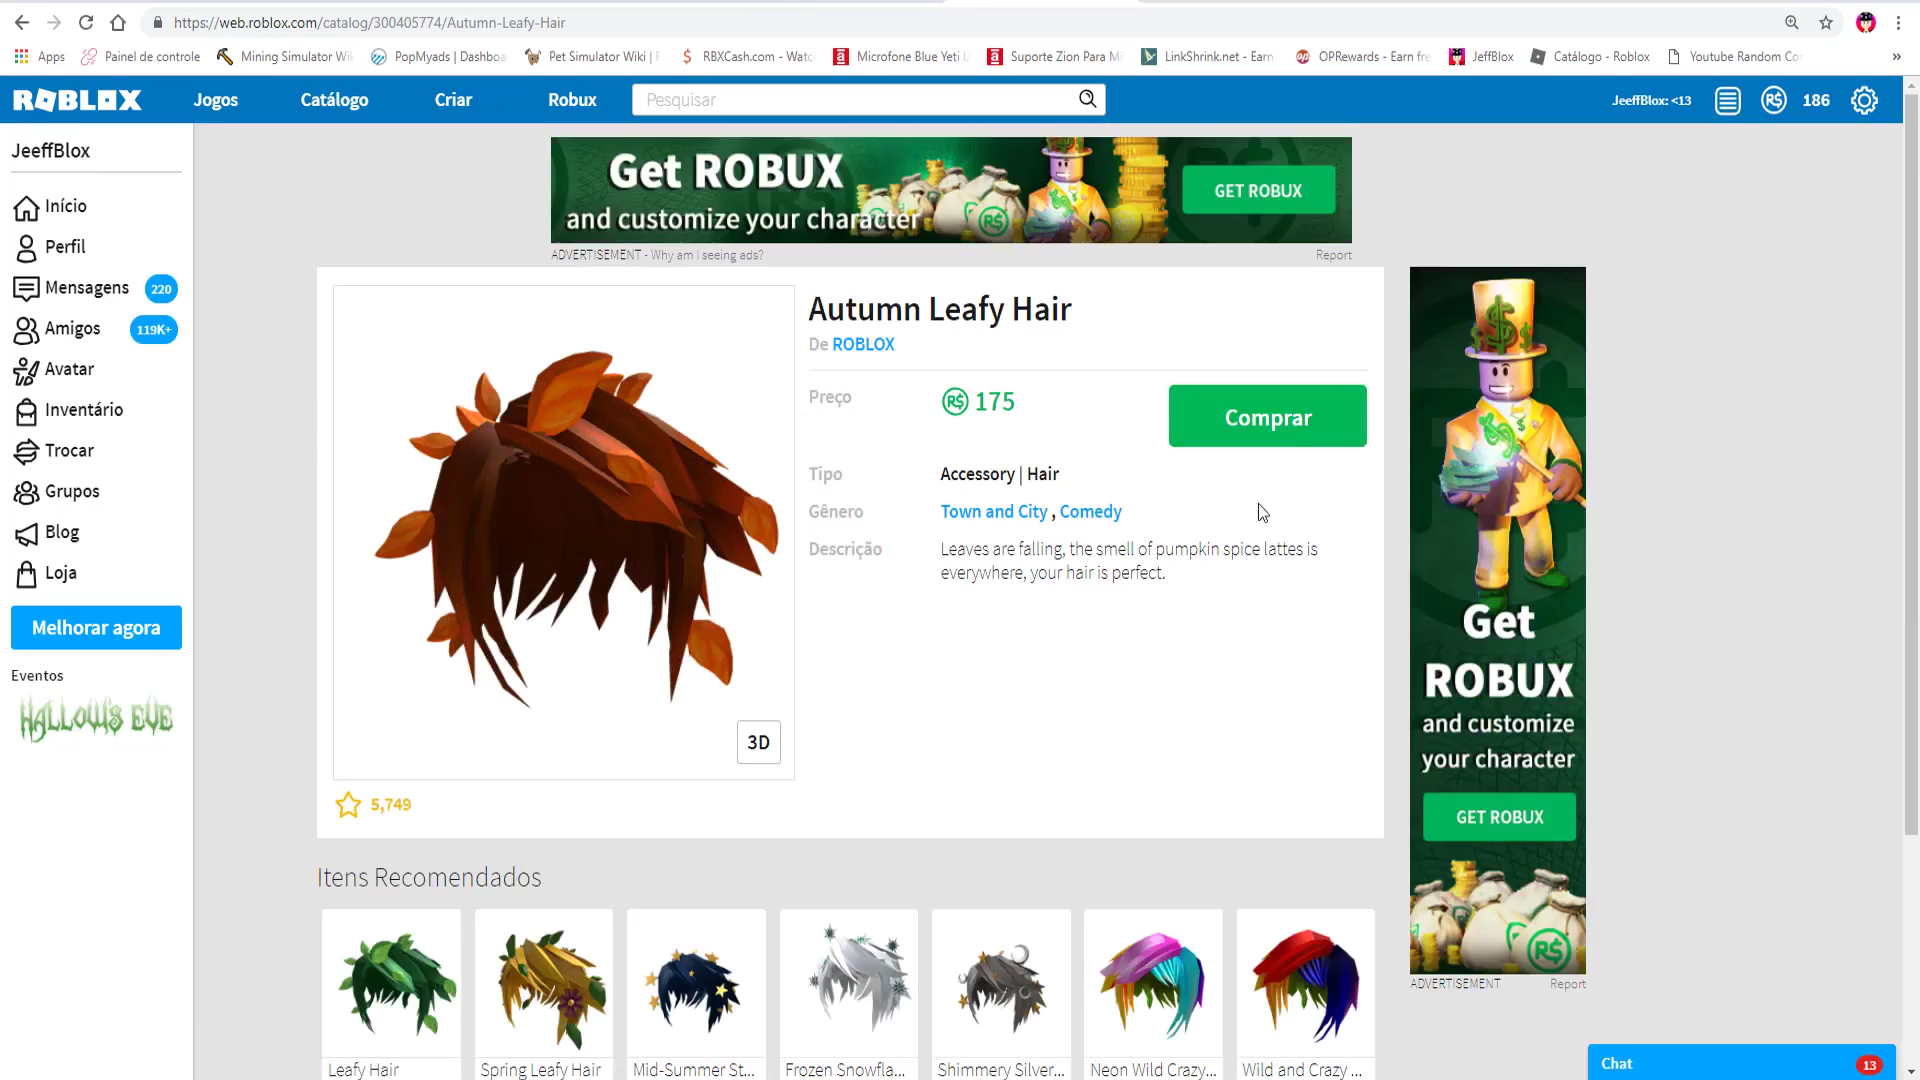 https://web.roblox.com/catalog/300405774/Autumn-Leafy-Hair
Apps
Painel de controle
Mining Simulator Wi
PopMyads | Dashboa
Pet Simulator Wiki |
RBXCash.com - Wat
Microfone Blue Yeti
Suporte Zion Para M
LinkShrink.net - Earn
OPRewards - Earn fre
JeffBlox
Catálogo - Roblox
Youtube Random Co
»
ROBLOX
Jogos
Catálogo
Criar
Robux
Pesquisar
JeeffBlox: <13
R$
186
JeeffBlox
Início
Perfil
Mensagens 220
Amigos 119K+
Avatar
Inventário
Trocar
Grupos
Blog
Loja
Melhorar agora
Eventos
HALLOW'S EVE
Get ROBUX
and customize your character
GET ROBUX
ADVERTISEMENT - Why am I seeing ads?
Report
Autumn Leafy Hair
De ROBLOX
Preço
R$ 175
Comprar
Tipo
Accessory | Hair
Gênero
Town and City , Comedy
Descrição
Leaves are falling, the smell of pumpkin spice lattes is
everywhere, your hair is perfect.
3D
5,749
Get
ROBUX
and customize
your character
GET ROBUX
R$
ADVERTISEMENT
Report
Itens Recomendados
Leafy Hair
Spring Leafy Hair
Mid-Summer St...
Frozen Snowfla...
Shimmery Silver...
Neon Wild Crazy...
Wild and Crazy ...
Chat
13